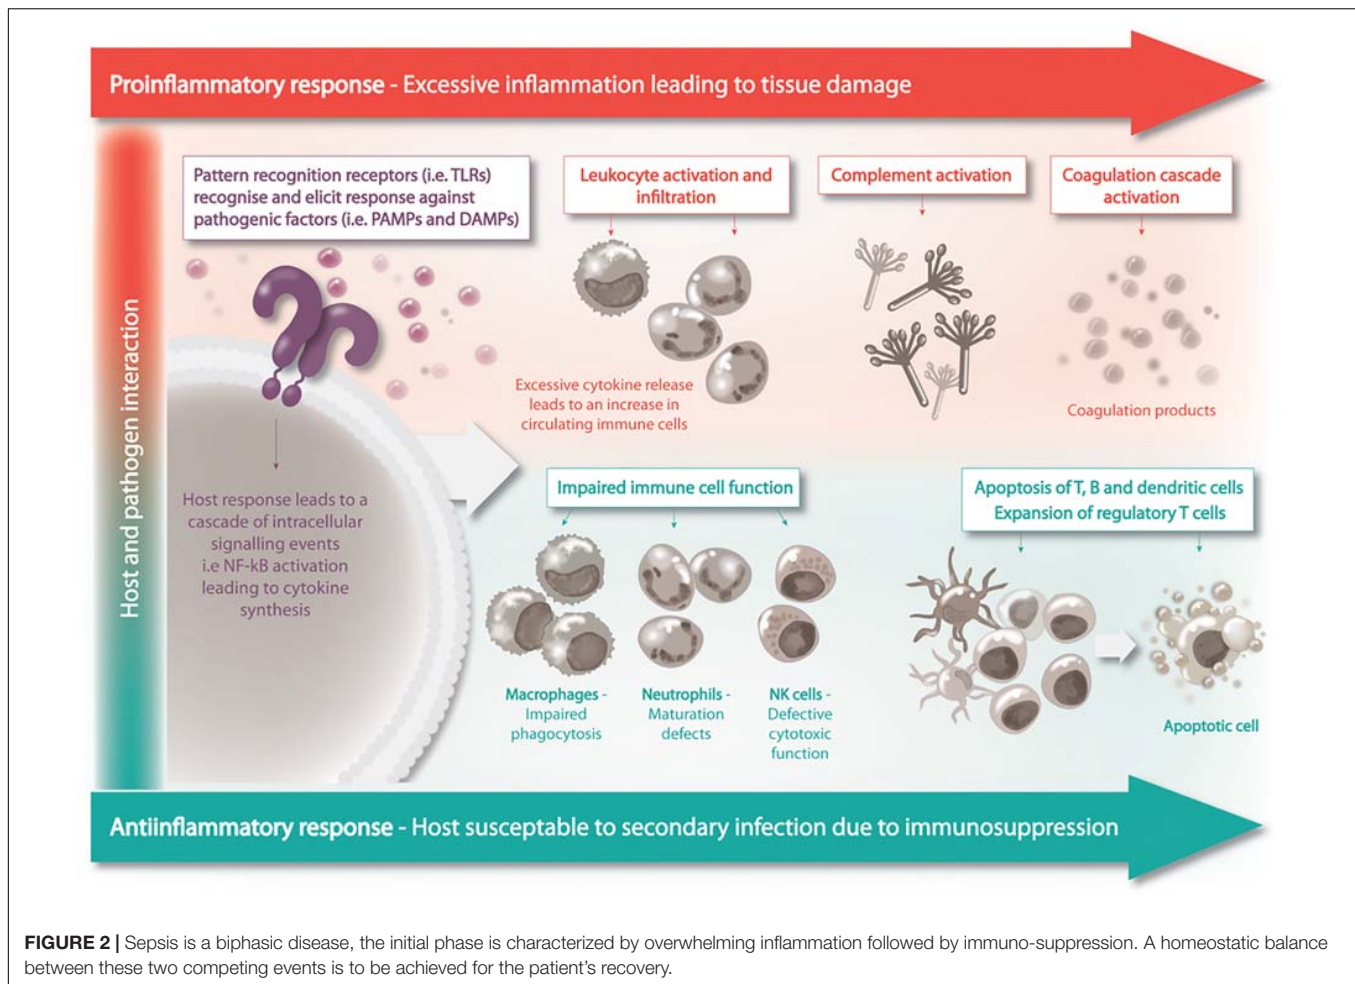 Proinflammatory response - Excessive inflammation leading to tissue damage
Host and pathogen interaction
Pattern recognition receptors (i.e. TLRs)
recognise and elicit response against
pathogenic factors (i.e. PAMPs and DAMPs)
Leukocyte activation and
infiltration
Complement activation
Coagulation cascade
activation
Excessive cytokine release
leads to an increase in
circulating immune cells
Coagulation products
Host response leads to a
cascade of intracellular
signalling events
i.e NF-kB activation
leading to cytokine
synthesis
Impaired immune cell function
Macrophages -
Impaired
phagocytosis
Neutrophils -
Maturation
defects
NK cells -
Defective
cytotoxic
function
Apoptosis of T, B and dendritic cells
Expansion of regulatory T cells
Apoptotic cell
Antiinflammatory response - Host susceptable to secondary infection due to immunosuppression
FIGURE 2 | Sepsis is a biphasic disease, the initial phase is characterized by overwhelming inflammation followed by immuno-suppression. A homeostatic balance
between these two competing events is to be achieved for the patient's recovery.